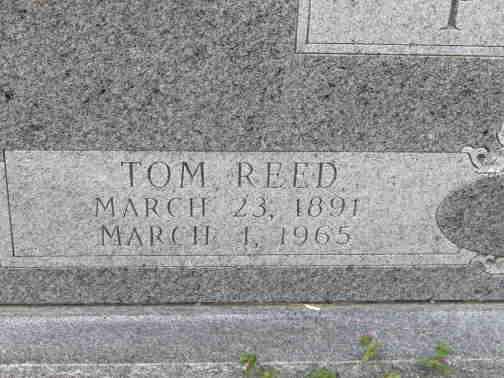 TOM REED
MARCH 23, 1891
MARCH 1, 1965